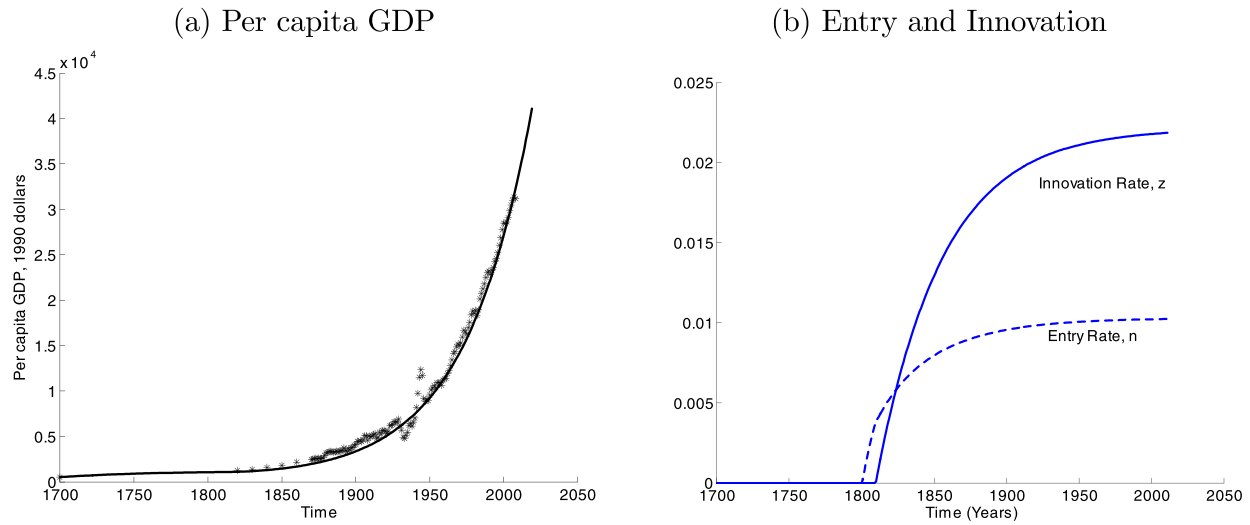 (a) Per capita GDP
x 10^4
4.5
4
3.5
3
2.5
2
1.5
1
0.5
0
Per capita GDP, 1990 dollars
1700 1750 1800 1850 1900 1950 2000 2050
Time
(b) Entry and Innovation
0.025
0.02
0.015
0.01
0.005
0
Innovation Rate, z
Entry Rate, n
1700 1750 1800 1850 1900 1950 2000 2050
Time (Years)